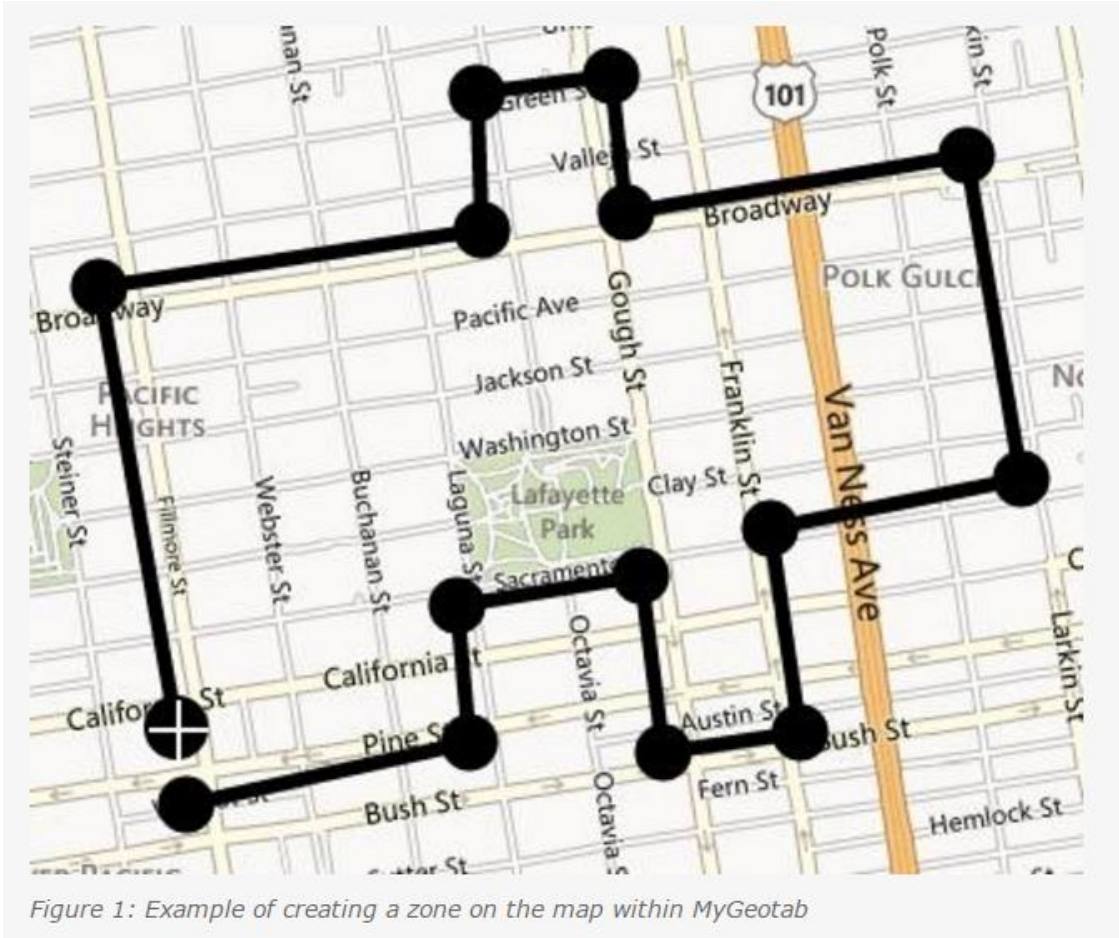 Green S
101
Polk St
Valle St
Broadway
POLK GULC
Broadway
Pacific Ave
Gough St
Jackson St
Franklin St
PACIFIC
HEIGHTS
Van Ness Ave
Washington St
Steiner St
Fillmore St
Webster St
Buchanan St
Laguna St
Lafayette
Park
Clay St
Sacramento
Octavia St
California St
Larkin St
Califor St
Austin St
Pine S
Bush St
Fern St
Bush St
Octavia S
Hemlock St
Figure 1: Example of creating a zone on the map within MyGeotab